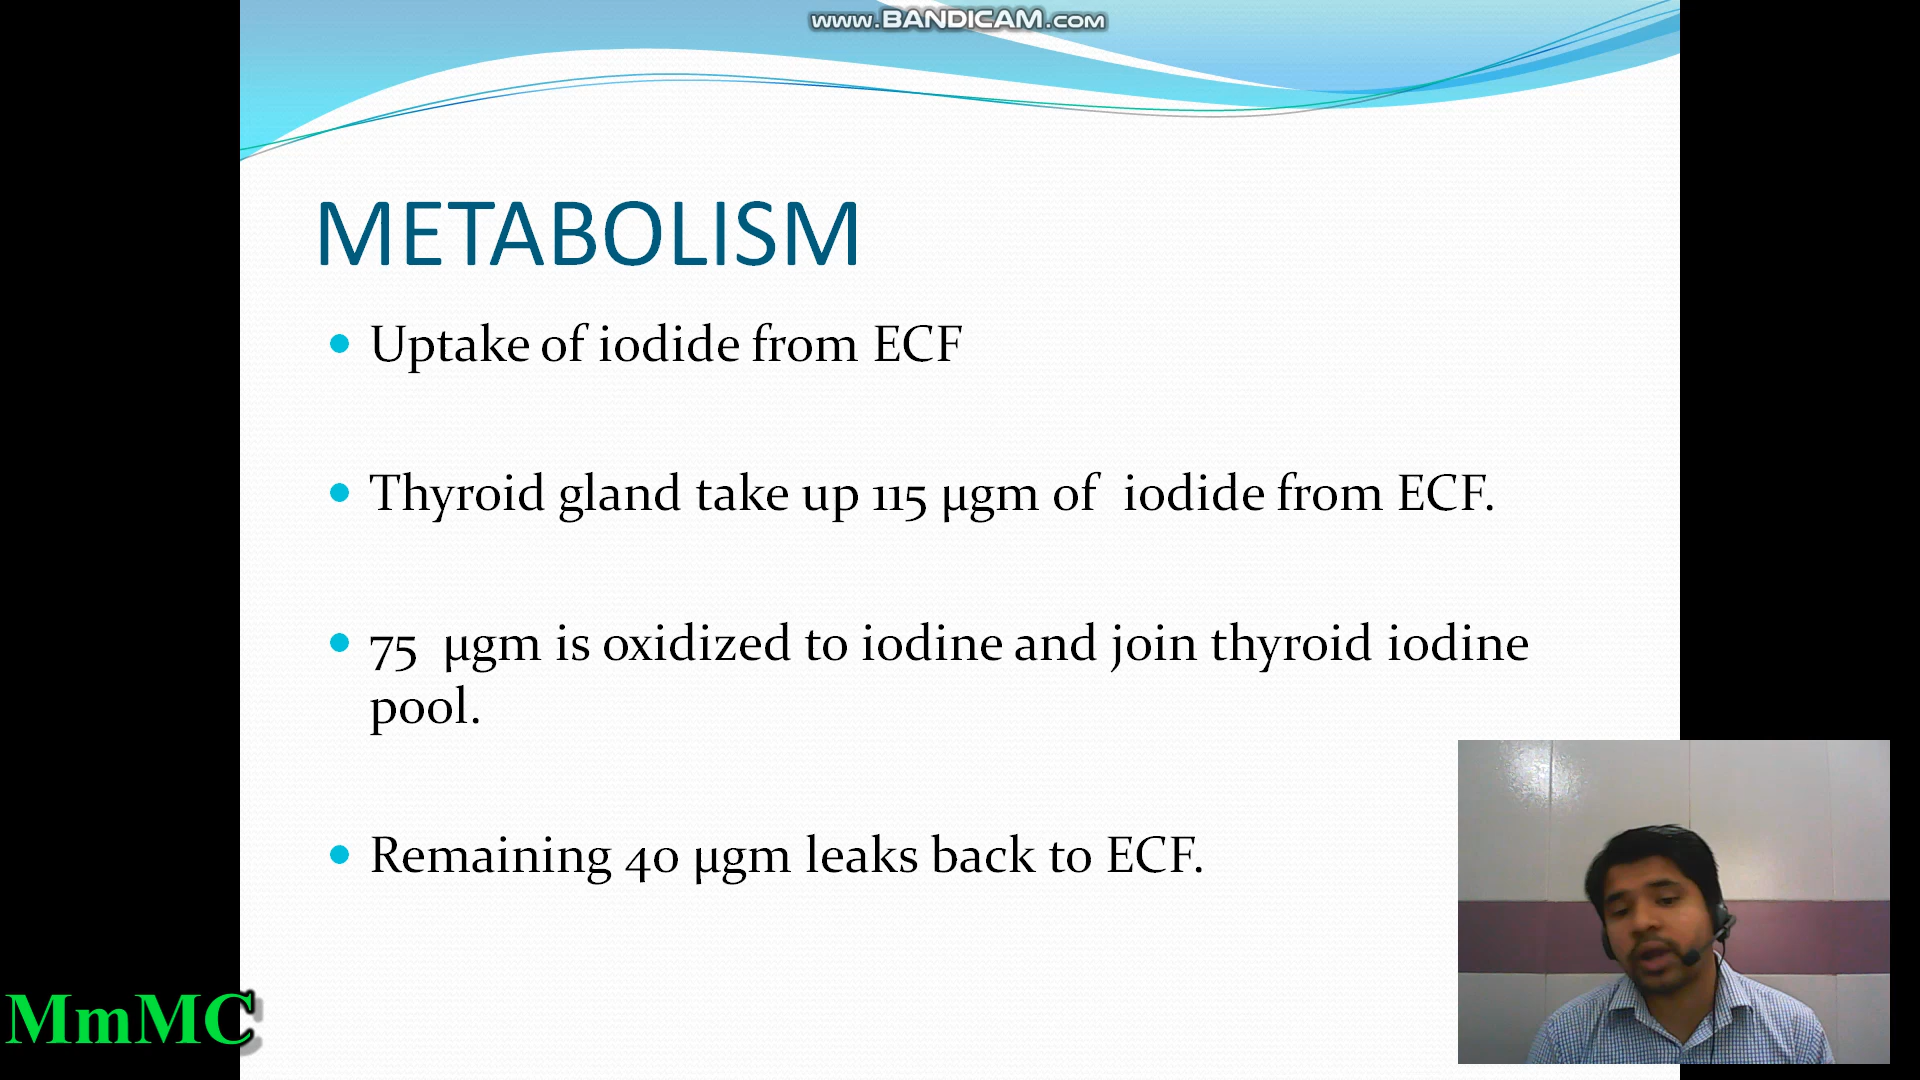 www.BANDICAM.com
METABOLISM
• Uptake of iodide from ECF
• Thyroid gland take up 115 µgm of  iodide from ECF.
• 75  µgm is oxidized to iodine and join thyroid iodine
pool.
• Remaining 40 µgm leaks back to ECF.
MmMC